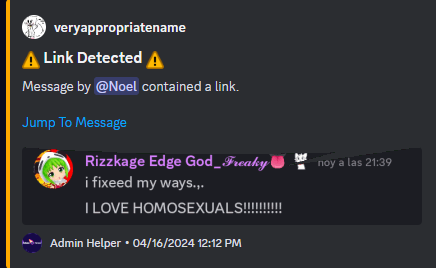 veryappropriatename
⚠️ Link Detected ⚠️
Message by @Noel contained a link.
Jump To Message
Rizzkage Edge God_𝓕𝓻𝓮𝓪𝓴𝔂👅 noy a las 21:39
i fixeed my ways.,.
I LOVE HOMOSEXUALS!!!!!!!!!!
Admin Helper • 04/16/2024 12:12 PM